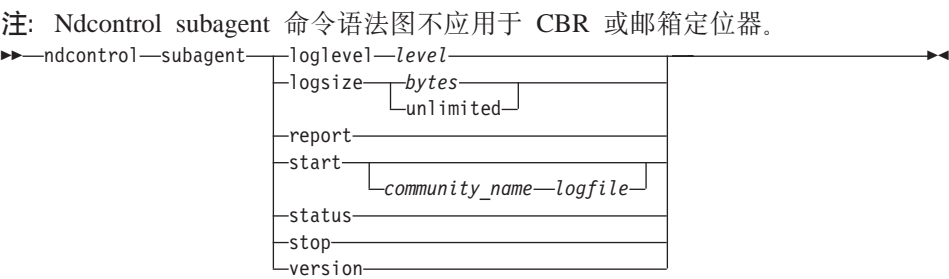 注: Ndcontrol subagent 命令语法图不应用于 CBR 或邮箱定位器。
ndcontrol subagent loglevel level
logsize bytes
unlimited
report
start
community_name logfile
status
stop
version